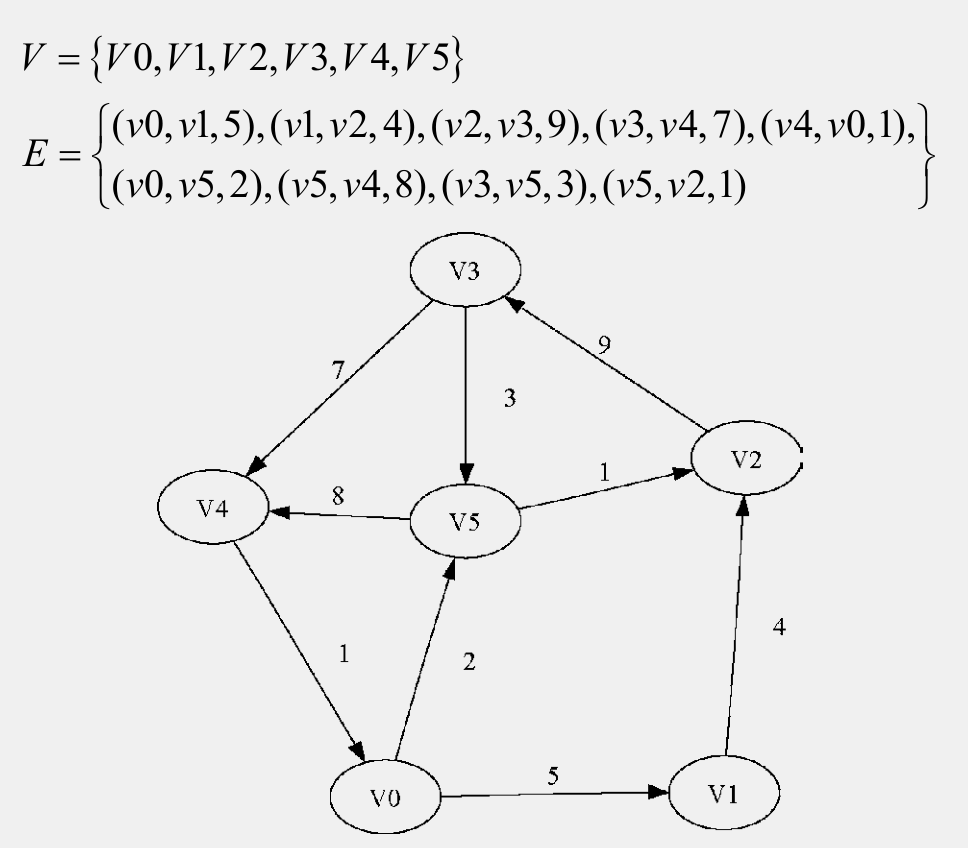 V = {V0,V1,V2,V3,V4,V5}
E = {(v0,v1,5),(v1,v2,4),(v2,v3,9),(v3,v4,7),(v4,v0,1),
(v0,v5,2),(v5,v4,8),(v3,v5,3),(v5,v2,1)}
V3
9
7
3
V2
1
8
V4
V5
4
1
2
5
V0
V1